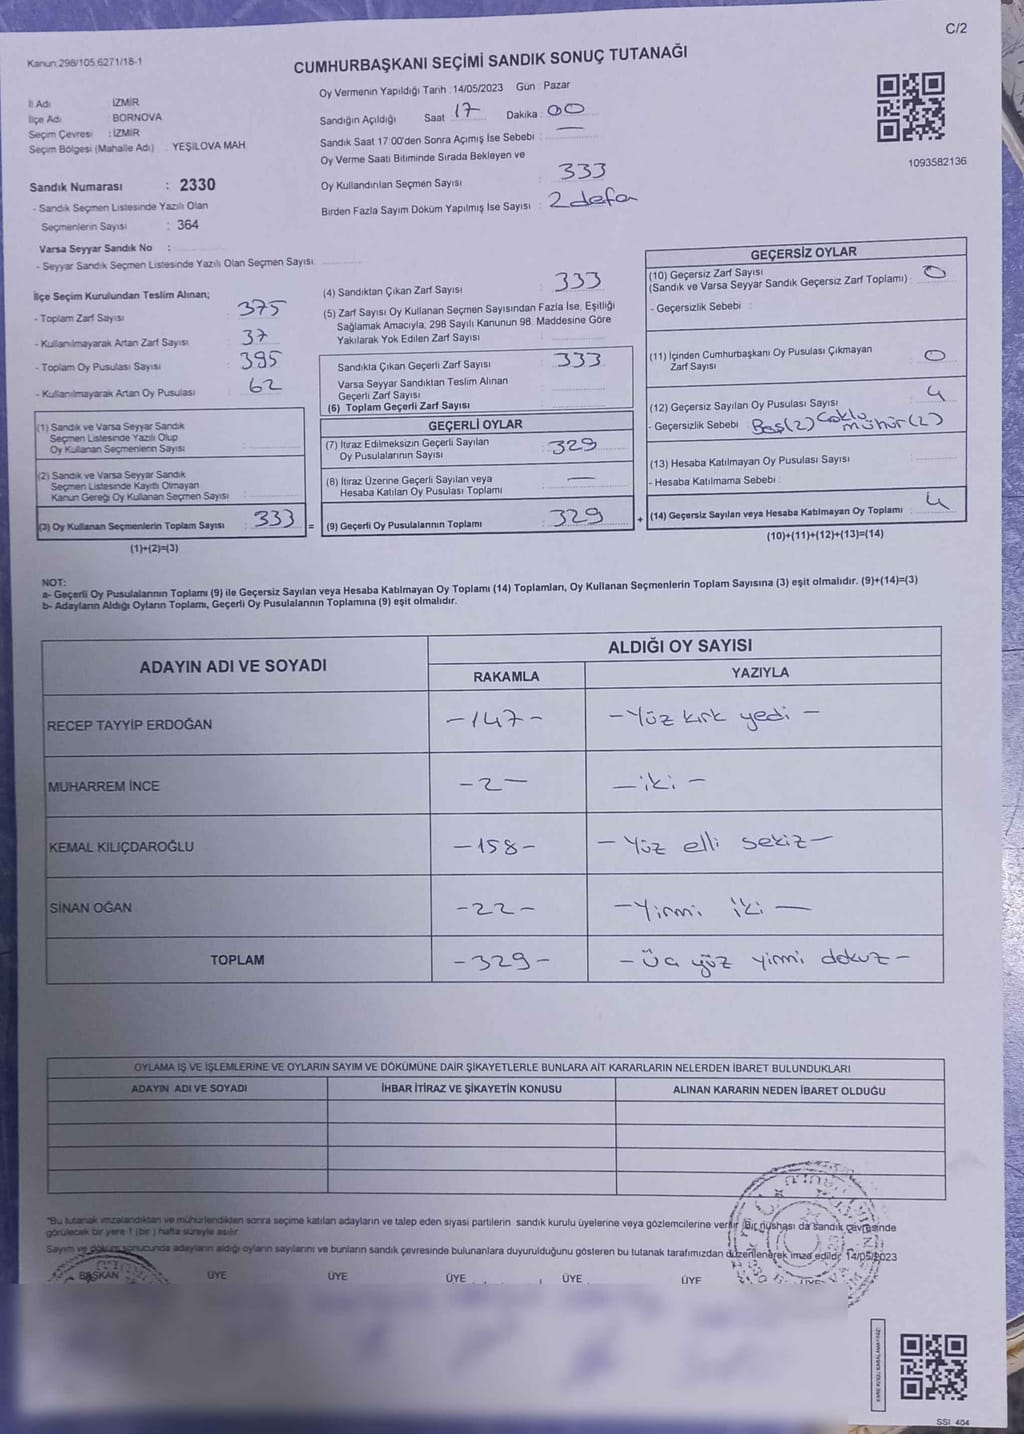 C/2
Kanun:298/105.6271/18-1
CUMHURBAŞKANI SEÇİMİ SANDIK SONUÇ TUTANAĞI
İl Adı : İZMİR
İlçe Adı : BORNOVA
Seçim Çevresi : İZMİR
Seçim Bölgesi (Mahalle Adı) : YEŞİLOVA MAH
Sandık Numarası : 2330
- Sandık Seçmen Listesinde Yazılı Olan
Seçmenlerin Sayısı : 364
Varsa Seyyar Sandık No :
- Seyyar Sandık Seçmen Listesinde Yazılı Olan Seçmen Sayısı:
Oy Vermenin Yapıldığı Tarih : 14/05/2023 Gün : Pazar
Sandığın Açıldığı Saat 17 Dakika : 00
Sandık Saat 17:00'den Sonra Açılmış İse Sebebi : —
Oy Verme Saati Bitiminde Sırada Bekleyen ve
Oy Kullandırılan Seçmen Sayısı : 333
Birden Fazla Sayım Döküm Yapılmış İse Sayısı : 2 defa
1093582136
İlçe Seçim Kurulundan Teslim Alınan;
- Toplam Zarf Sayısı : 375
- Kullanılmayarak Artan Zarf Sayısı : 37
- Toplam Oy Pusulası Sayısı : 395
- Kullanılmayarak Artan Oy Pusulası : 62
(1) Sandık ve Varsa Seyyar Sandık
Seçmen Listesinde Yazılı Olup
Oy Kullanan Seçmenlerin Sayısı :
(2) Sandık ve Varsa Seyyar Sandık
Seçmen Listesinde Kayıtlı Olmayan
Kanun Gereği Oy Kullanan Seçmen Sayısı :
(3) Oy Kullanan Seçmenlerin Toplam Sayısı : 333 =
(1)+(2)=(3)
(4) Sandıktan Çıkan Zarf Sayısı : 333
(5) Zarf Sayısı Oy Kullanan Seçmen Sayısından Fazla İse, Eşitliği
Sağlamak Amacıyla, 298 Sayılı Kanunun 98. Maddesine Göre
Yakılarak Yok Edilen Zarf Sayısı :
Sandıkta Çıkan Geçerli Zarf Sayısı : 333
Varsa Seyyar Sandıktan Teslim Alınan
Geçerli Zarf Sayısı :
(6) Toplam Geçerli Zarf Sayısı :
GEÇERLİ OYLAR
(7) İtiraz Edilmeksizin Geçerli Sayılan
Oy Pusulalarının Sayısı : 329
(8) İtiraz Üzerine Geçerli Sayılan veya
Hesaba Katılan Oy Pusulası Toplamı : —
(9) Geçerli Oy Pusulalarının Toplamı : 329 +
GEÇERSİZ OYLAR
(10) Geçersiz Zarf Sayısı
(Sandık ve Varsa Seyyar Sandık Geçersiz Zarf Toplamı) : 0
- Geçersizlik Sebebi :
(11) İçinden Cumhurbaşkanı Oy Pusulası Çıkmayan
Zarf Sayısı : 0
(12) Geçersiz Sayılan Oy Pusulası Sayısı : 4
- Geçersizlik Sebebi : Boş(2) Çoklu mühür (2)
(13) Hesaba Katılmayan Oy Pusulası Sayısı :
- Hesaba Katılmama Sebebi :
(14) Geçersiz Sayılan veya Hesaba Katılmayan Oy Toplamı : 4
(10)+(11)+(12)+(13)=(14)
NOT:
a- Geçerli Oy Pusulalarının Toplamı (9) ile Geçersiz Sayılan veya Hesaba Katılmayan Oy Toplamı (14) Toplamları, Oy Kullanan Seçmenlerin Toplam Sayısına (3) eşit olmalıdır. (9)+(14)=(3)
b- Adayların Aldığı Oyların Toplamı, Geçerli Oy Pusulalarının Toplamına (9) eşit olmalıdır.
ADAYIN ADI VE SOYADI
ALDIĞI OY SAYISI
RAKAMLA YAZIYLA
RECEP TAYYİP ERDOĞAN -147- -Yüz kırk yedi-
MUHARREM İNCE -2- -iki-
KEMAL KILIÇDAROĞLU -158- -Yüz elli sekiz-
SİNAN OĞAN -22- -Yirmi iki-
TOPLAM -329- -Üç yüz yirmi dokuz-
OYLAMA İŞ VE İŞLEMLERİNE VE OYLARIN SAYIM VE DÖKÜMÜNE DAİR ŞİKAYETLERLE BUNLARA AİT KARARLARIN NELERDEN İBARET BULUNDUKLARI
ADAYIN ADI VE SOYADI İHBAR İTİRAZ VE ŞİKAYETİN KONUSU ALINAN KARARIN NEDEN İBARET OLDUĞU
"Bu tutanak imzalandıktan ve mühürlendikten sonra seçime katılan adayların ve talep eden siyasi partilerin sandık kurulu üyelerine veya gözlemcilerine verilir. Bir nüshası da sandık çevresinde
görülecek bir yere 1 (bir) hafta süreyle asılır.
Sayım ve döküm sonucunda adayların aldığı oyların sayılarını ve bunların sandık çevresinde bulunanlara duyurulduğunu gösteren bu tutanak tarafımızdan düzenlenerek imza edildi. 14/05/2023
BAŞKAN ÜYE ÜYE ÜYE ÜYE ÜYE ÜYE
SSI_404